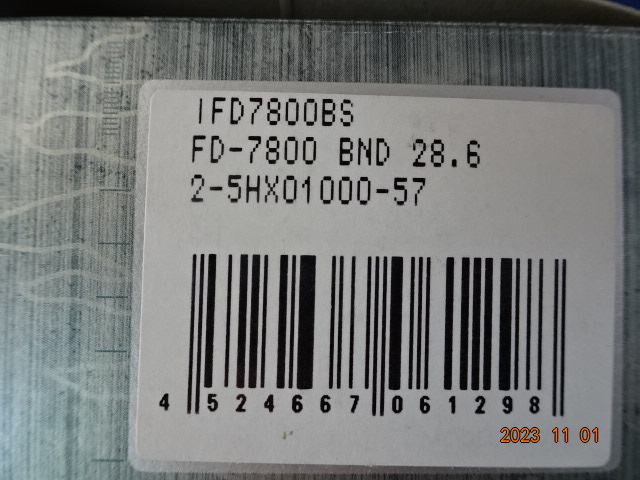 IFD7800BS
FD-7800 BND 28.6
2-5HX01000-57
4 524667 061298
2023 11 01